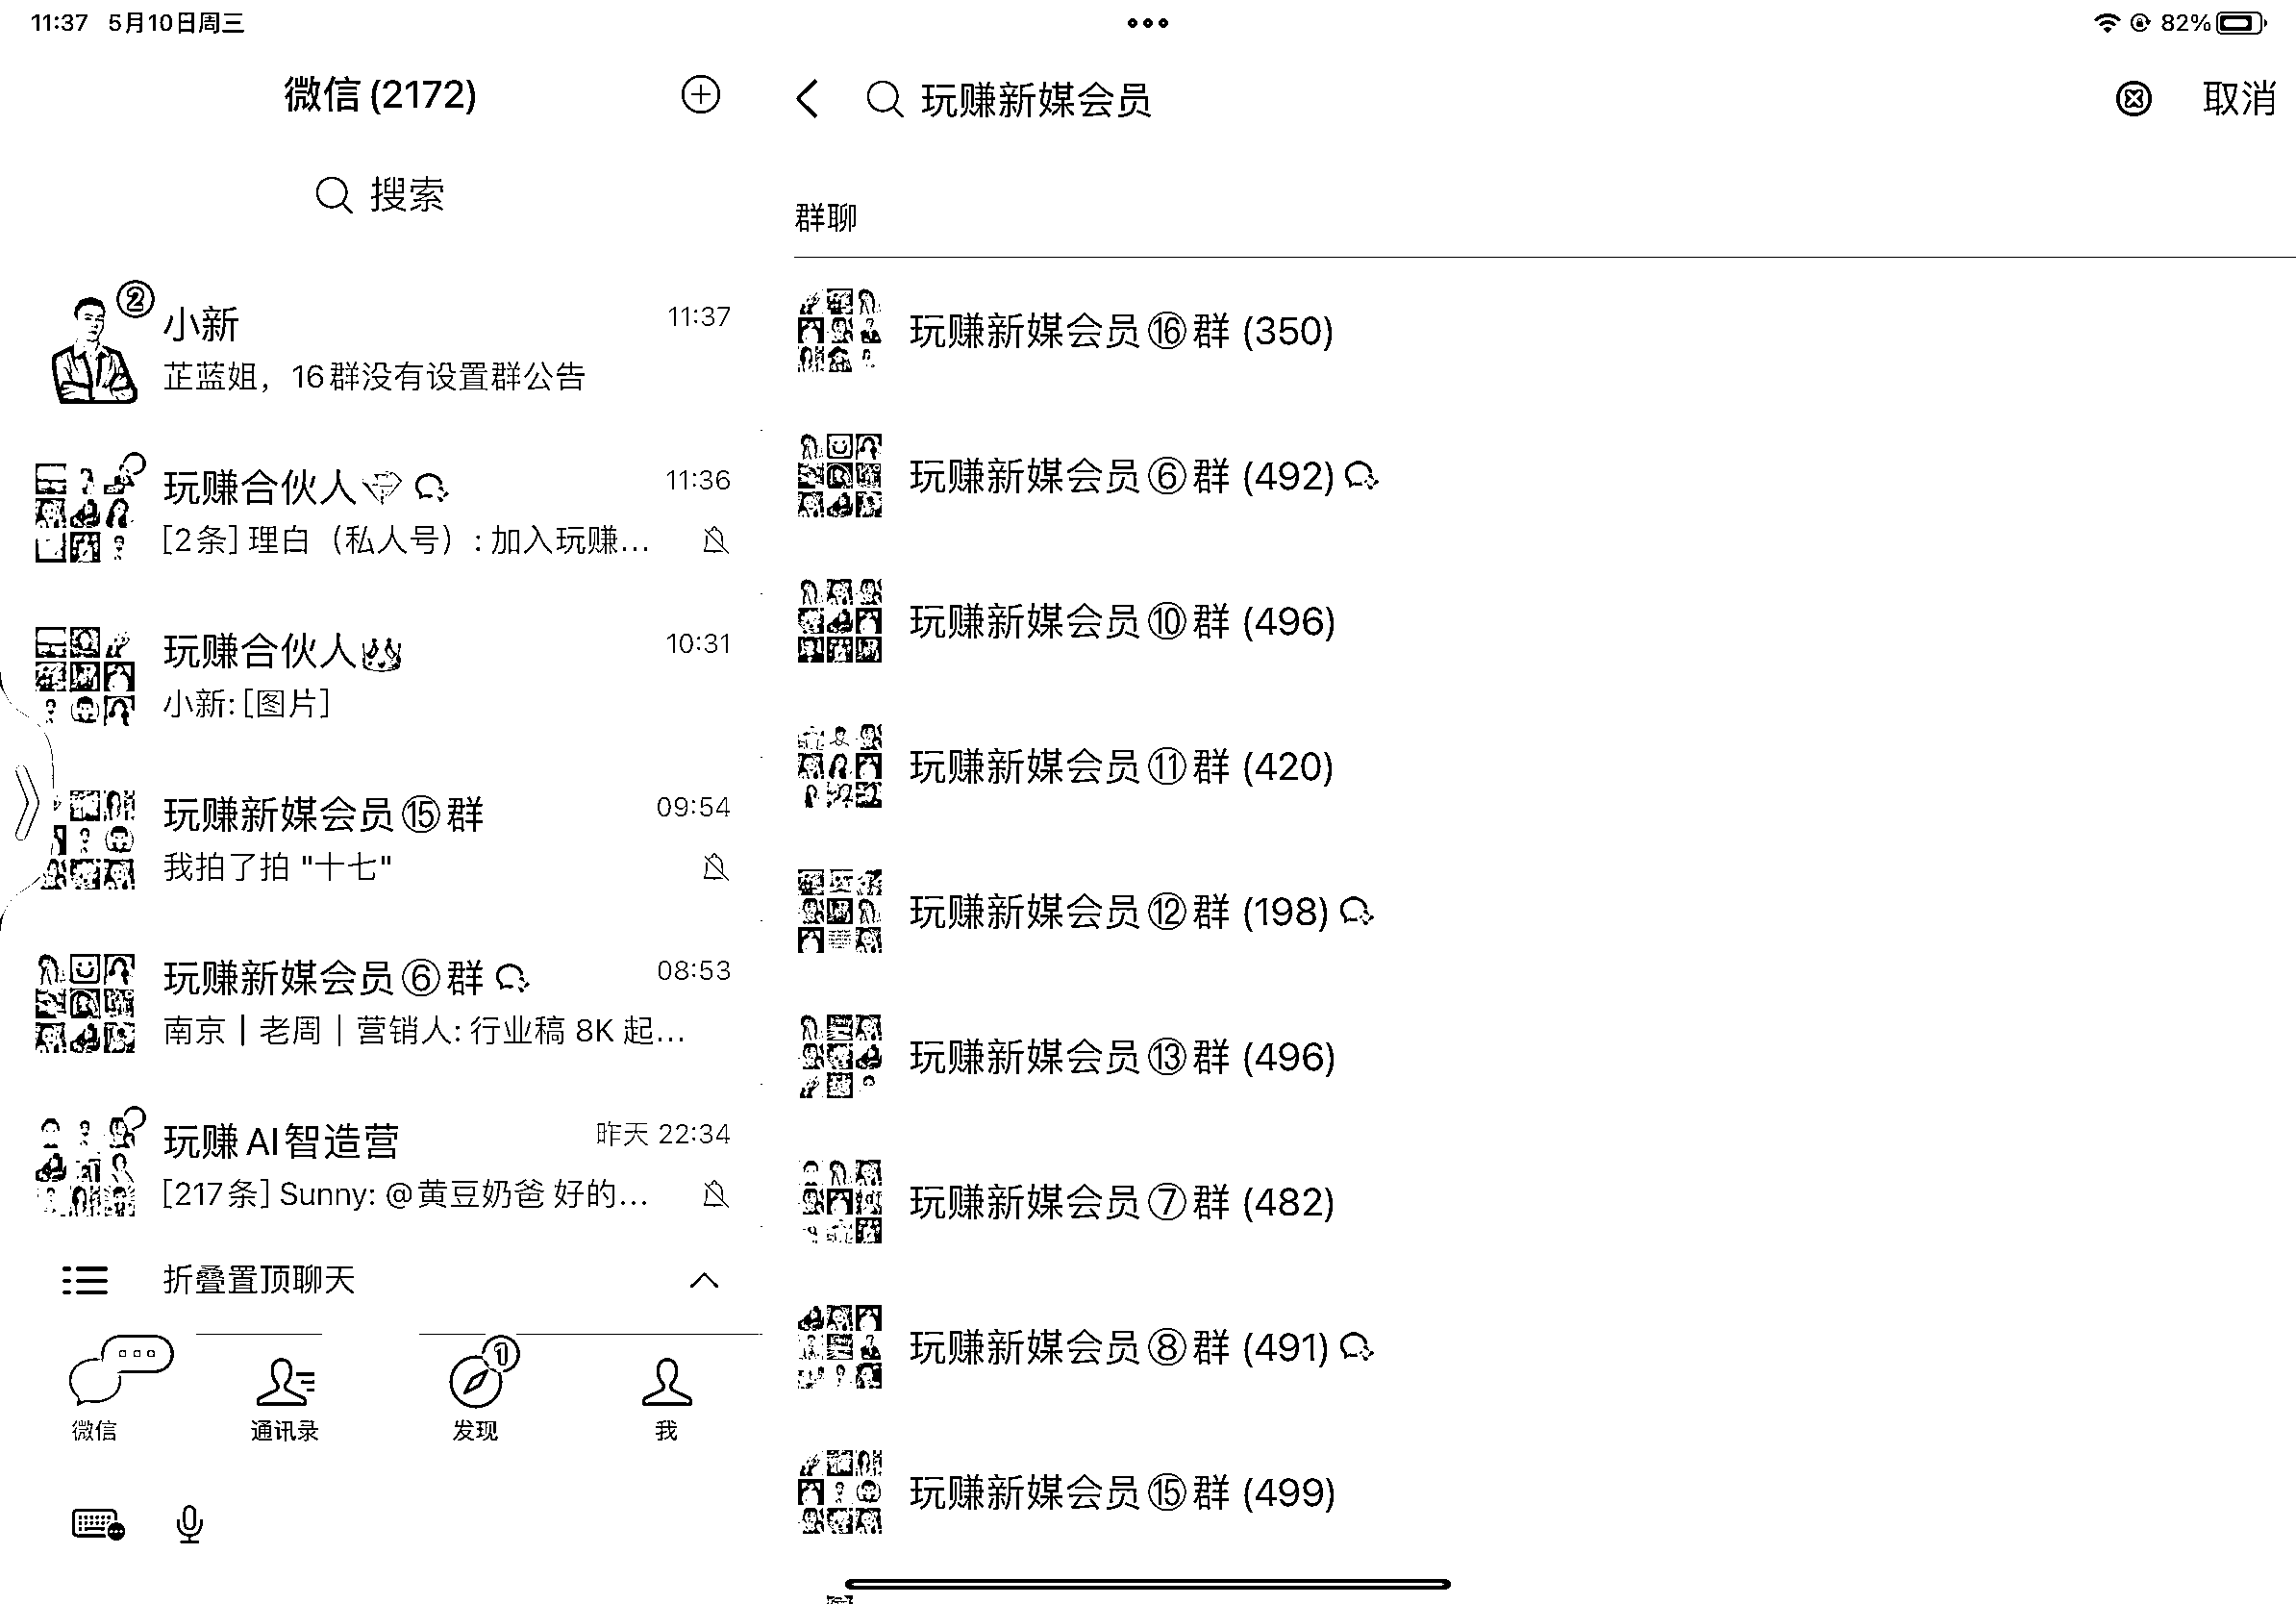 11:37 5月10日周三
82%
微信 (2172)
搜索
小新
11:37
芷蓝姐，16群没有设置群公告
②
玩赚合伙人
11:36
[2条] 理白（私人号）: 加入玩赚...
玩赚合伙人
10:31
小新: [图片]
玩赚新媒会员⑮群
09:54
我拍了拍 "十七"
玩赚新媒会员⑥群
08:53
南京｜老周｜营销人: 行业稿 8K 起...
玩赚 AI 智造营
昨天 22:34
[217条] Sunny: @黄豆奶爸 好的...
折叠置顶聊天
1
微信
通讯录
发现
我
玩赚新媒会员
取消
群聊
玩赚新媒会员⑯群 (350)
玩赚新媒会员⑥群 (492)
玩赚新媒会员⑩群 (496)
玩赚新媒会员⑪群 (420)
玩赚新媒会员⑫群 (198)
玩赚新媒会员⑬群 (496)
玩赚新媒会员⑦群 (482)
玩赚新媒会员⑧群 (491)
玩赚新媒会员⑮群 (499)